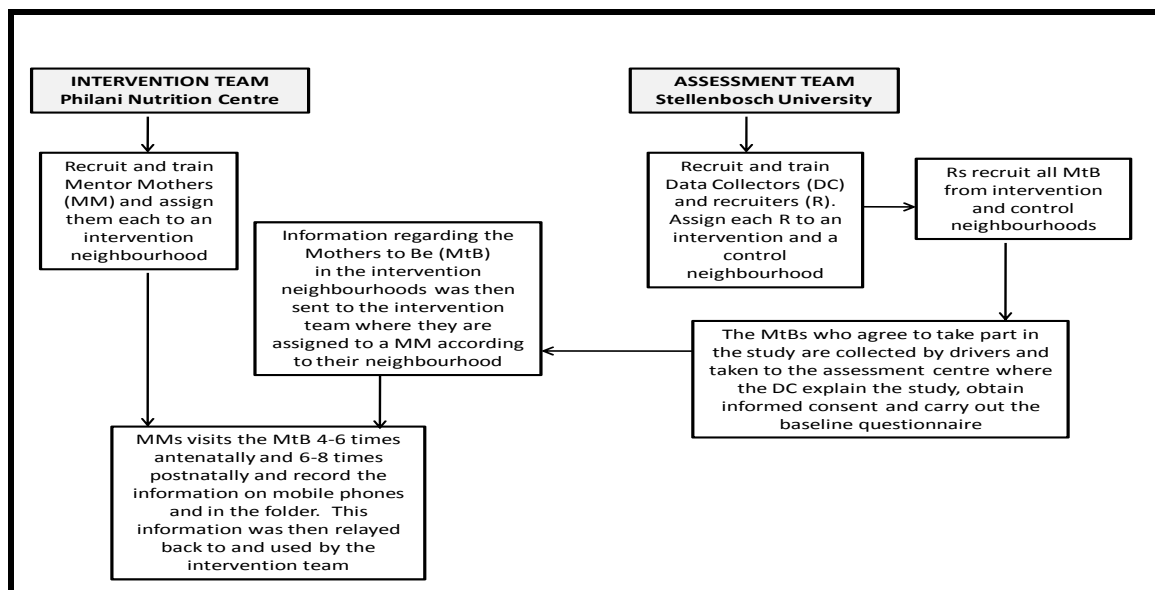 INTERVENTION TEAM
Philani Nutrition Centre
ASSESSMENT TEAM
Stellenbosch University
Recruit and train
Mentor Mothers
(MM) and assign
them each to an
intervention
neighbourhood
Recruit and train
Data Collectors (DC)
and recruiters (R).
Assign each R to an
intervention and a
control
neighbourhood
Rs recruit all MtB
from intervention
and control
neighbourhoods
Information regarding the
Mothers to Be (MtB)
in the intervention
neighbourhoods was then
sent to the intervention
team where they are
assigned to a MM according
to their neighbourhood
The MtBs who agree to take part in
the study are collected by drivers and
taken to the assessment centre where
the DC explain the study, obtain
informed consent and carry out the
baseline questionnaire
MMs visits the MtB 4-6 times
antenatally and 6-8 times
postnatally and record the
information on mobile phones
and in the folder.  This
information was then relayed
back to and used by the
intervention team